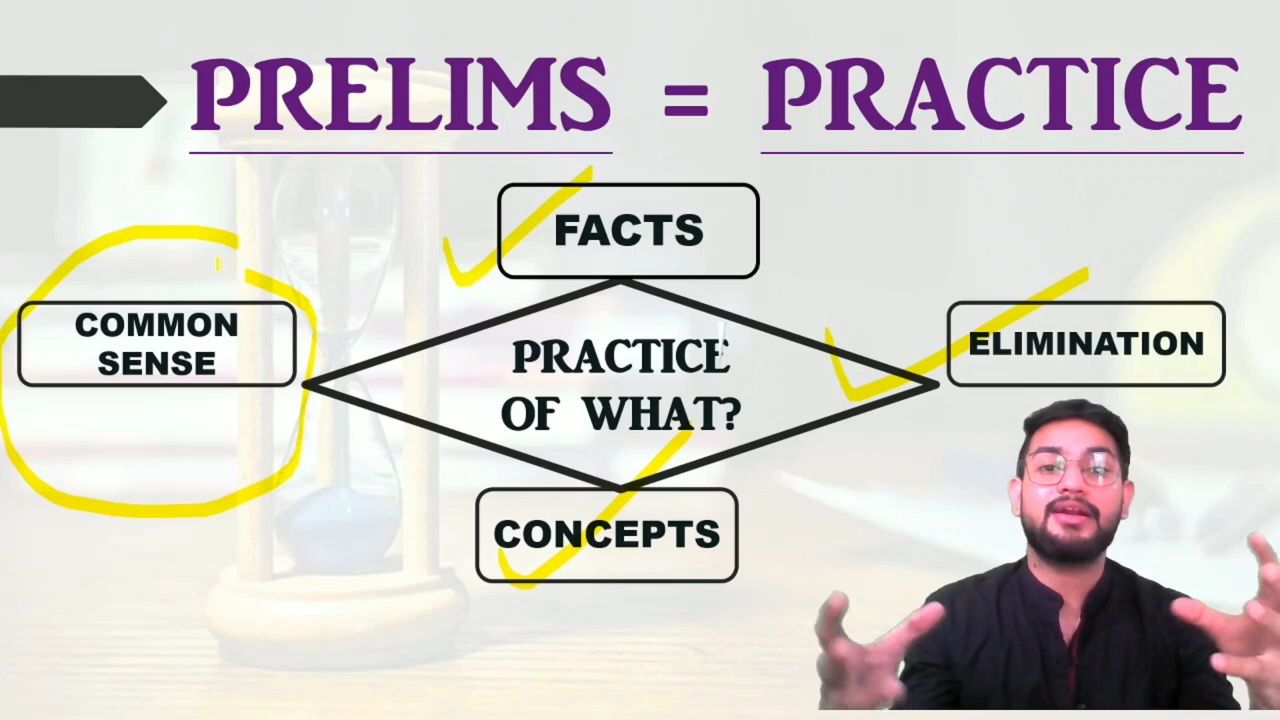 PRELIMS = PRACTICE
FACTS
COMMON
SENSE
ELIMINATION
PRACTICE
OF WHAT?
CONCEPTS